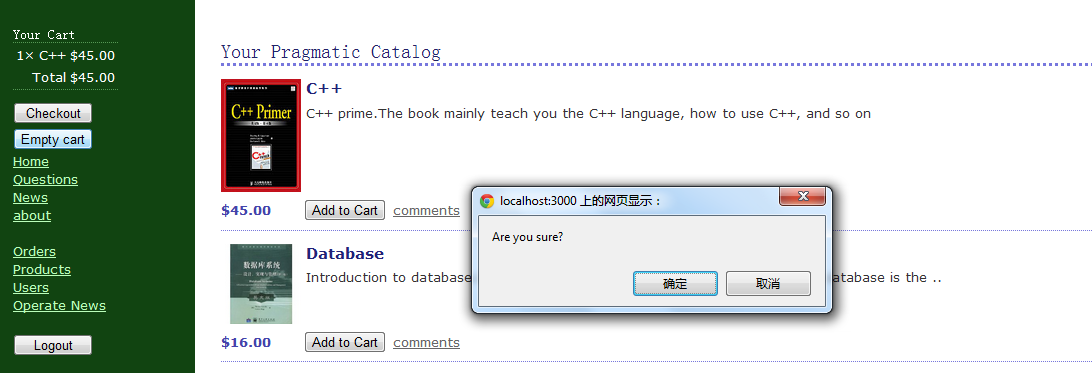 Your Cart
1× C++ $45.00
Total $45.00
Checkout
Empty cart
Home
Questions
News
about
Orders
Products
Users
Operate News
Logout
Your Pragmatic Catalog
C++ Primer
C++
C++ prime.The book mainly teach you the C++ language, how to use C++, and so on
$45.00
Add to Cart
comments
数据库系统
Database
Introduction to database
atabase is the ..
$16.00
Add to Cart
comments
localhost:3000 上的网页显示：
Are you sure?
确定
取消